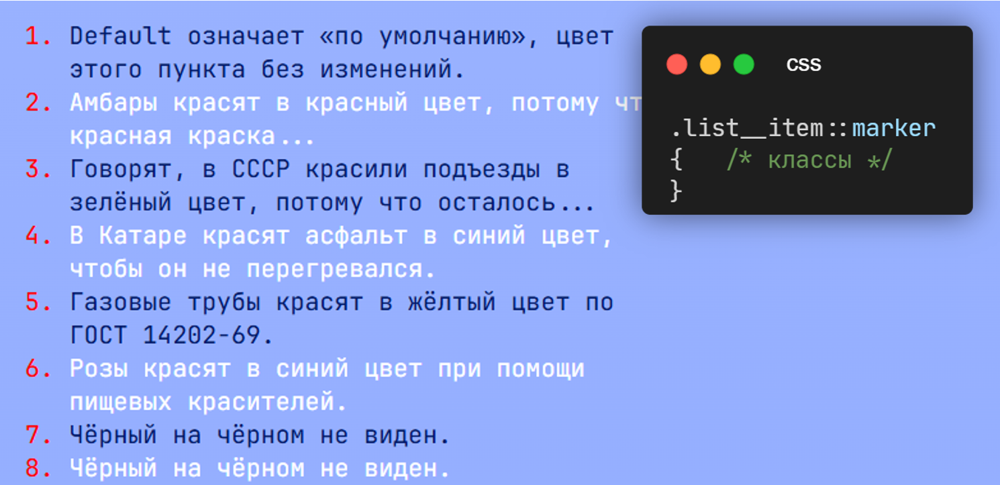 1. Default означает «по умолчанию», цвет
этого пункта без изменений.
2. Амбары красят в красный цвет, потому
красная краска...
3. Говорят, в СССР красили подъезды в
зелёный цвет, потому что осталось...
4. В Катаре красят асфальт в синий цвет,
чтобы он не перегревался.
5. Газовые трубы красят в жёлтый цвет по
ГОСТ 14202-69.
6. Розы красят в синий цвет при помощи
пищевых красителей.
7. Чёрный на чёрном не виден.
8. Чёрный на чёрном не виден.
css
.list__item::marker
{ /* классы */
}